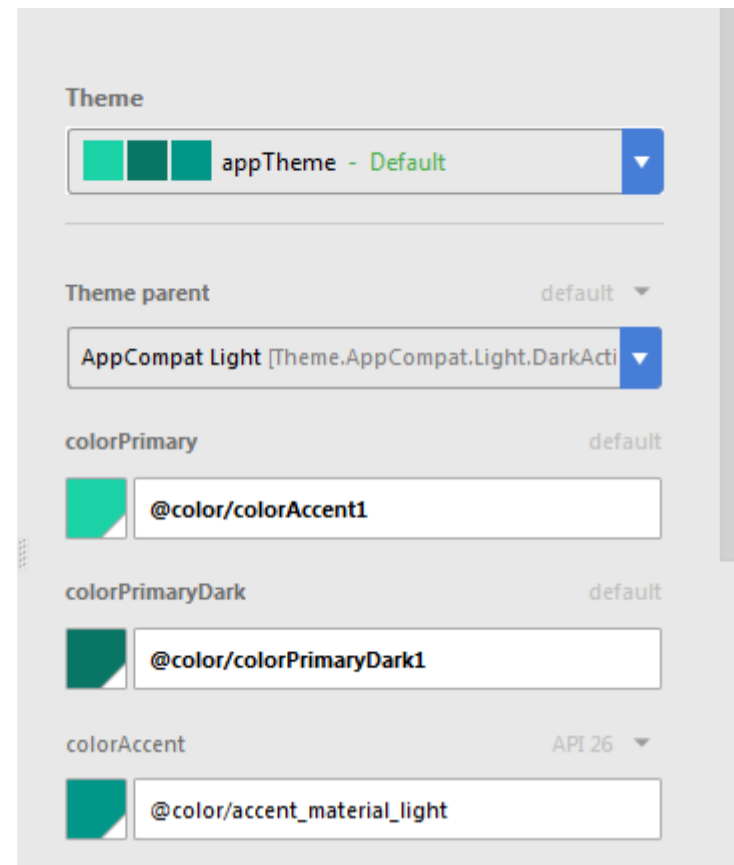 Theme
appTheme - Default
Theme parent default
AppCompat Light [Theme.AppCompat.Light.DarkActi
colorPrimary default
@color/colorAccent1
colorPrimaryDark default
@color/colorPrimaryDark1
colorAccent API 26
@color/accent_material_light